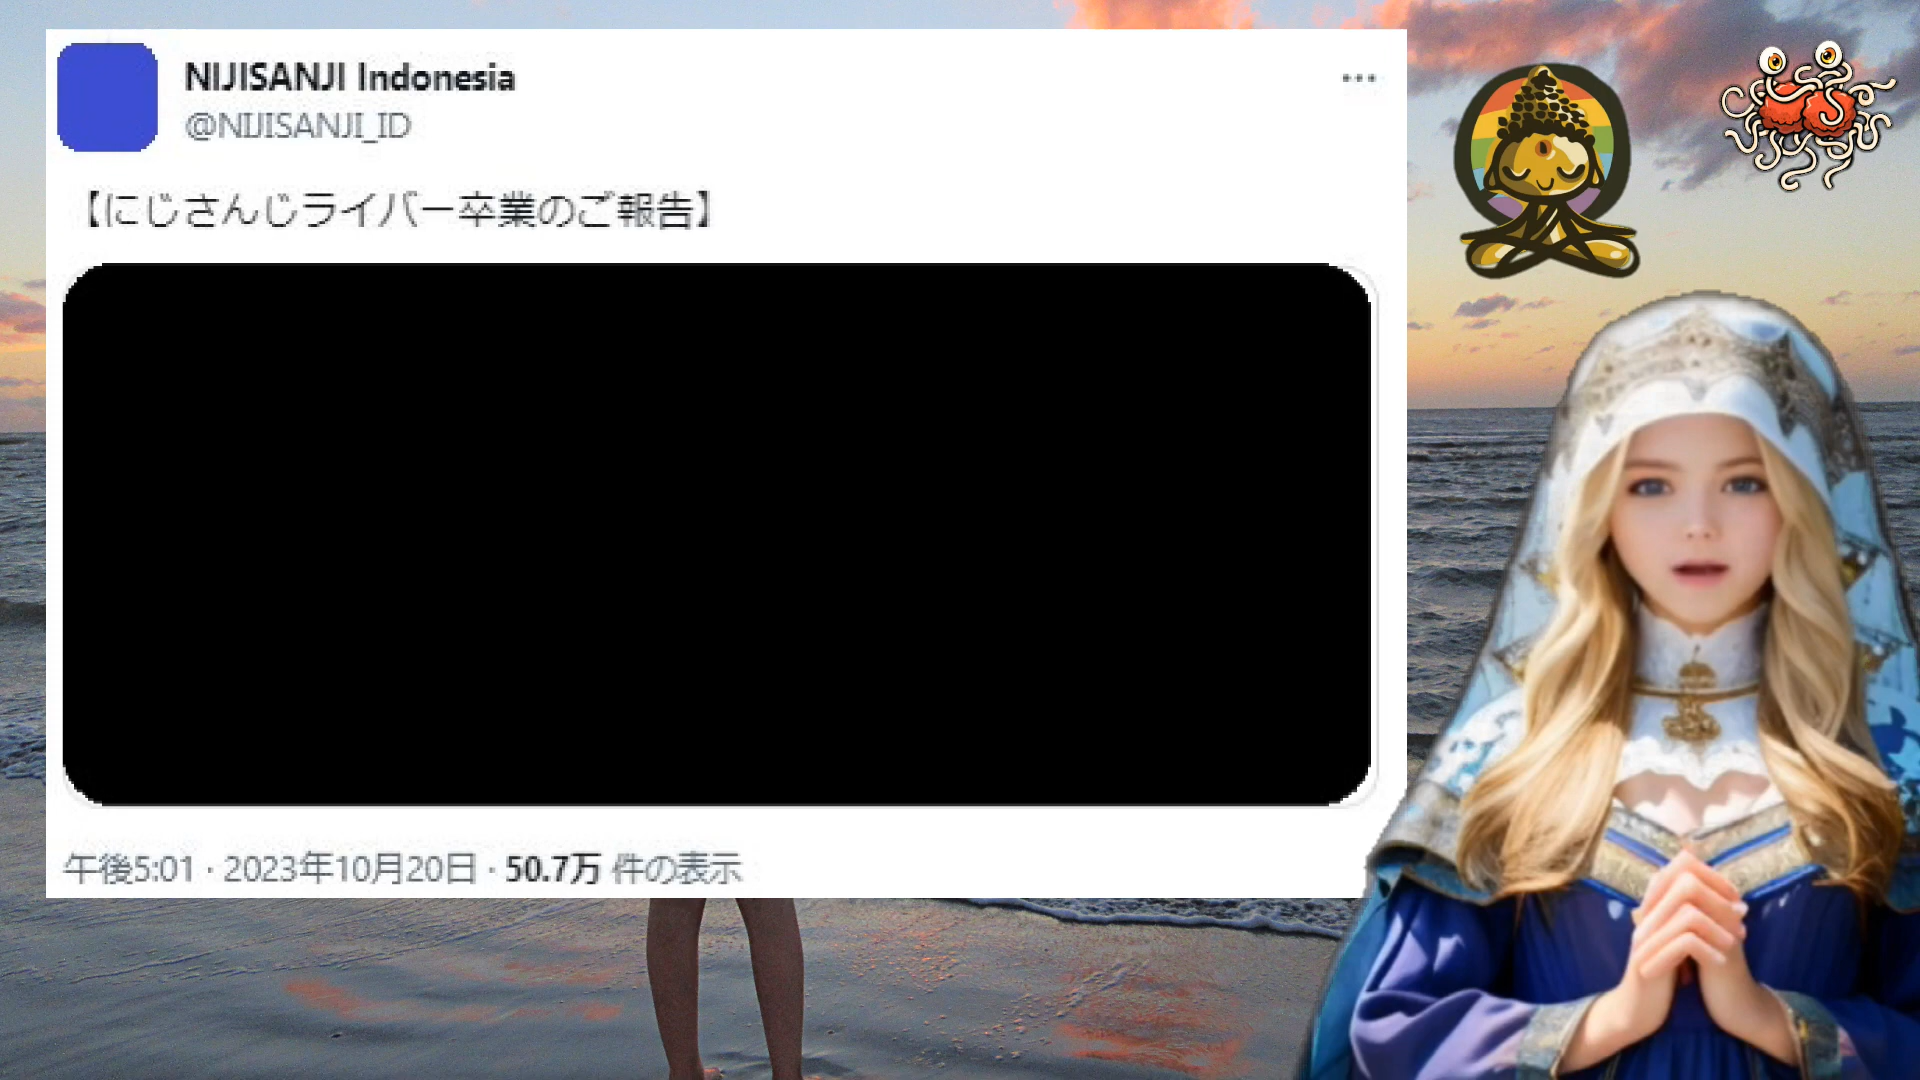 NIJISANJI Indonesia
@NIJISANJI_ID
【にじさんじライバー卒業のご報告】
午後5:01 · 2023年10月20日 · 50.7万 件の表示